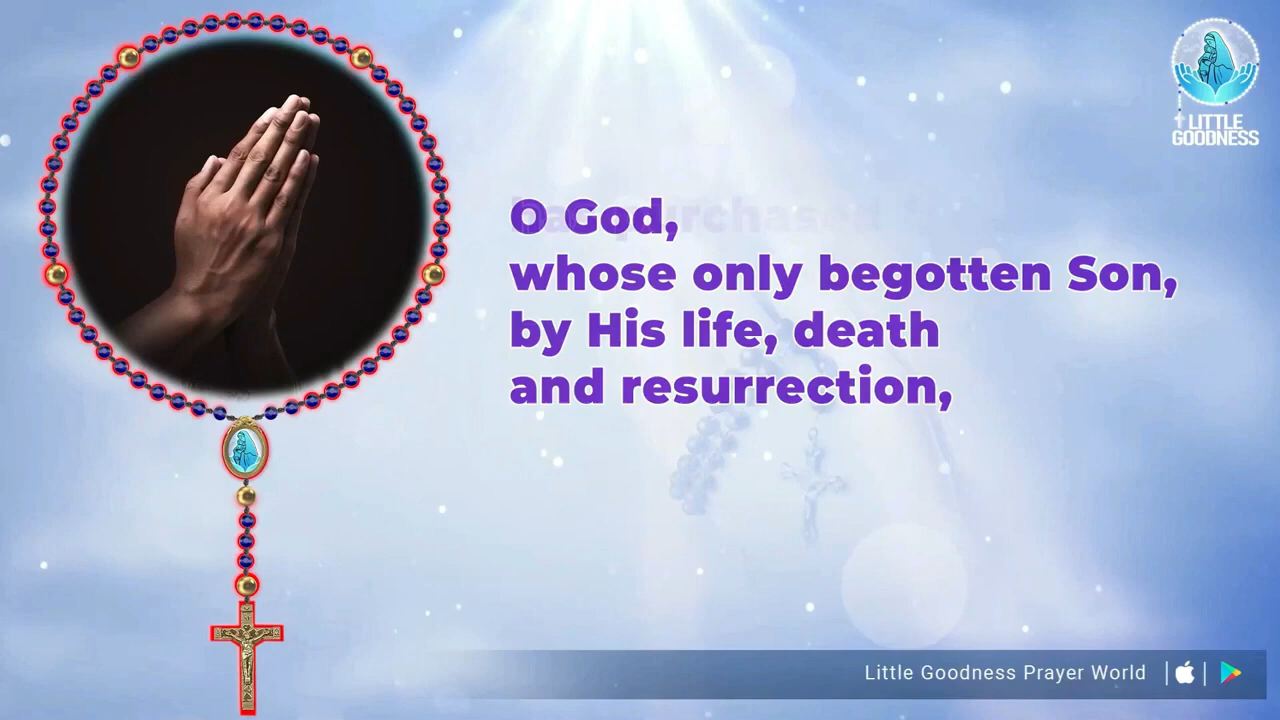 LITTLE
GOODNESS
O God,
whose only begotten Son,
by His life, death
and resurrection,
Little Goodness Prayer World